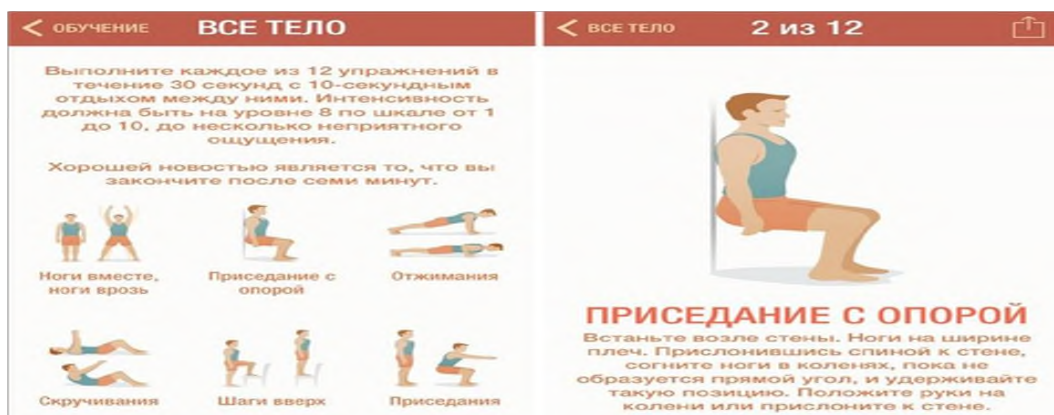 ОБУЧЕНИЕ
ВСЕ ТЕЛО
Выполните каждое из 12 упражнений в
течение 30 секунд с 10-секундным
отдыхом между ними. Интенсивность
должна быть на уровне 8 по шкале от 1
до 10, до несколько неприятного
ощущения.
Хорошей новостью является то, что вы
закончите после семи минут.
Ноги вместе,
ноги врозь
Приседание с
опорой
Отжимания
Скручивания
Шаги вверх
Приседания
ВСЕ ТЕЛО
2 из 12
ПРИСЕДАНИЕ С ОПОРОЙ
Встаньте возле стены. Ноги на ширине
плеч. Прислонившись спиной к стене,
согните ноги в коленях, пока не
образуется прямой угол, и удерживайте
такую позицию. Положите руки на
колени или прислоните к стене.